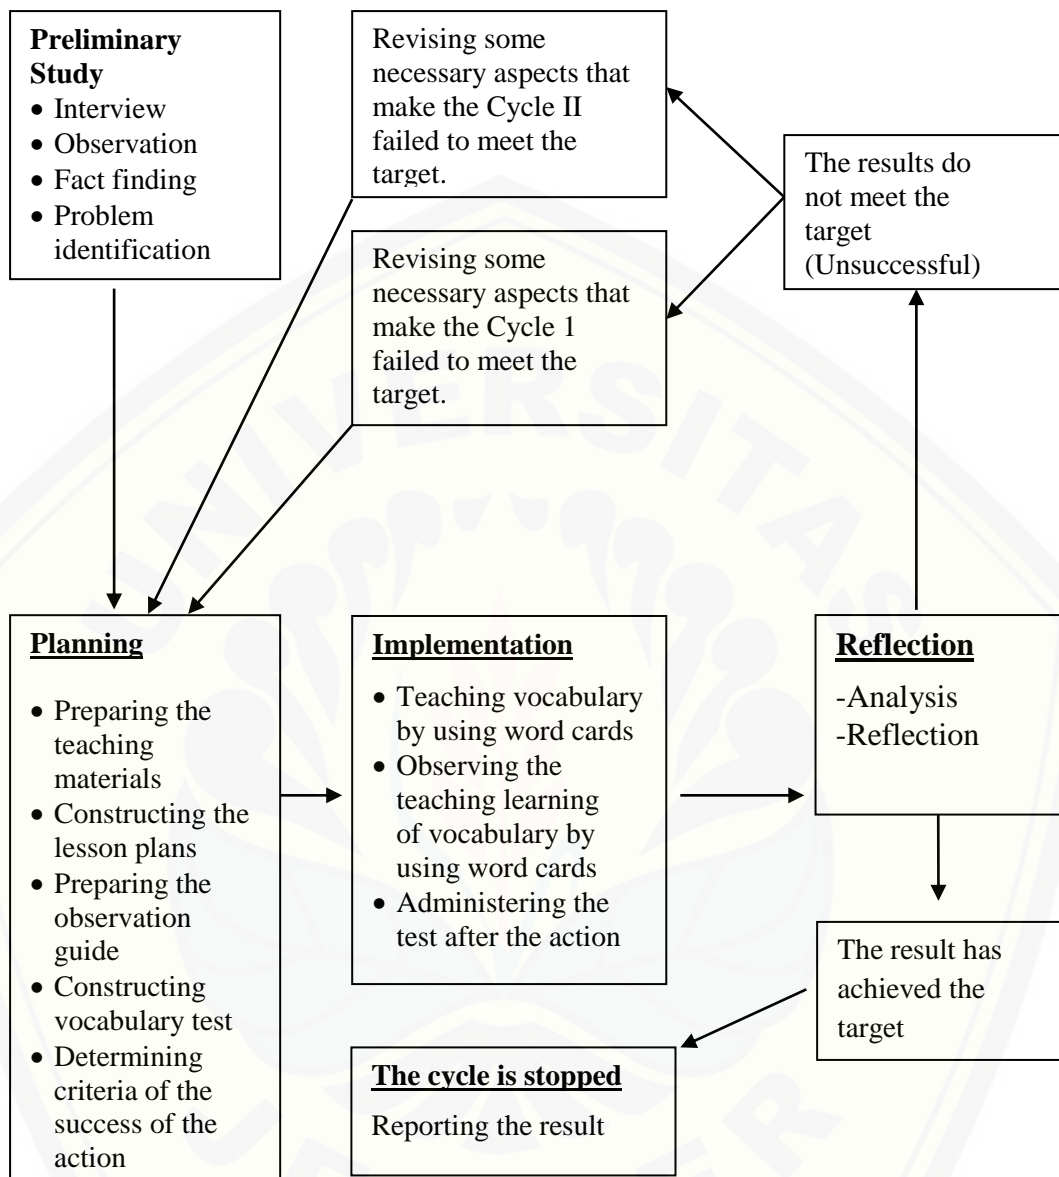 Preliminary
Study
• Interview
• Observation
• Fact finding
• Problem
identification
Revising some
necessary aspects that
make the Cycle II
failed to meet the
target.
Revising some
necessary aspects that
make the Cycle 1
failed to meet the
target.
The results do
not meet the
target
(Unsuccessful)
Planning
• Preparing the
teaching
materials
• Constructing the
lesson plans
• Preparing the
observation
guide
• Constructing
vocabulary test
• Determining
criteria of the
success of the
action
Implementation
• Teaching vocabulary
by using word cards
• Observing the
teaching learning
of vocabulary by
using word cards
• Administering the
test after the action
Reflection
-Analysis
-Reflection
The result has
achieved the
target
The cycle is stopped
Reporting the result
UNIVERSITAS